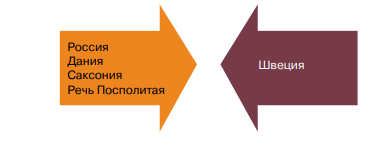 Россия
Дания
Саксония
Речь Посполитая
Швеция